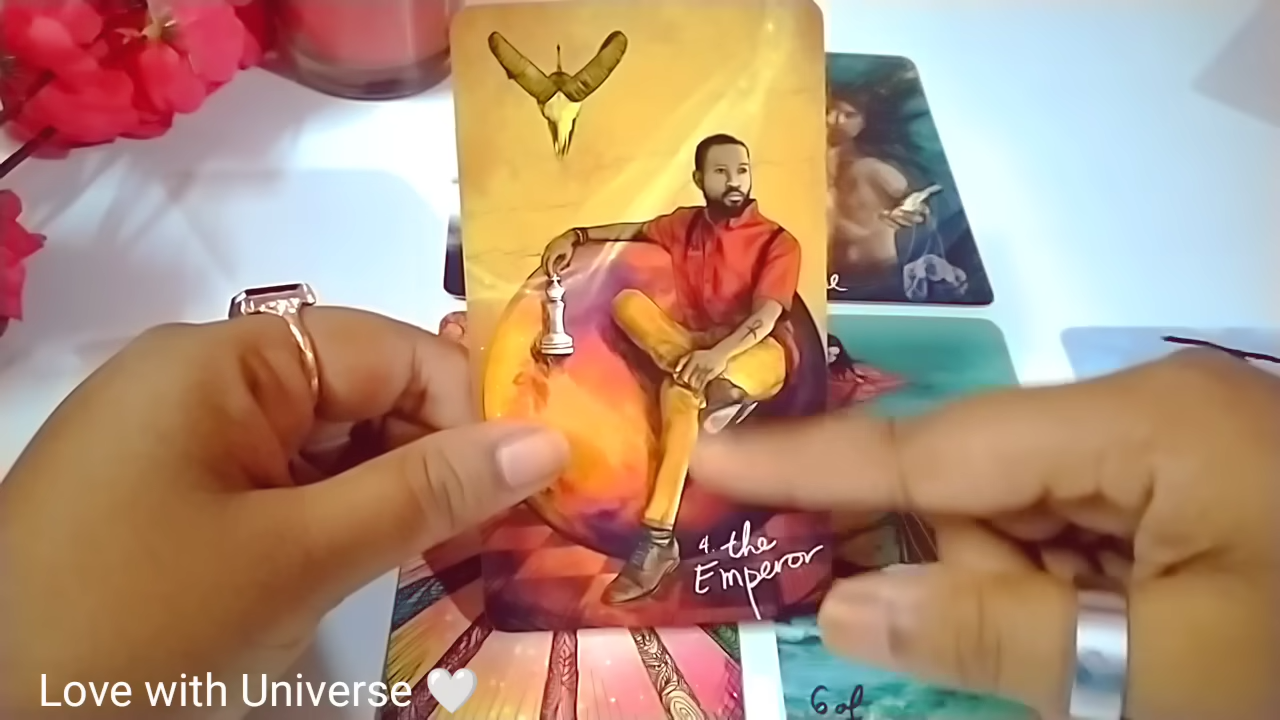 4. the
Emperor
6 of
Love with Universe 🤍